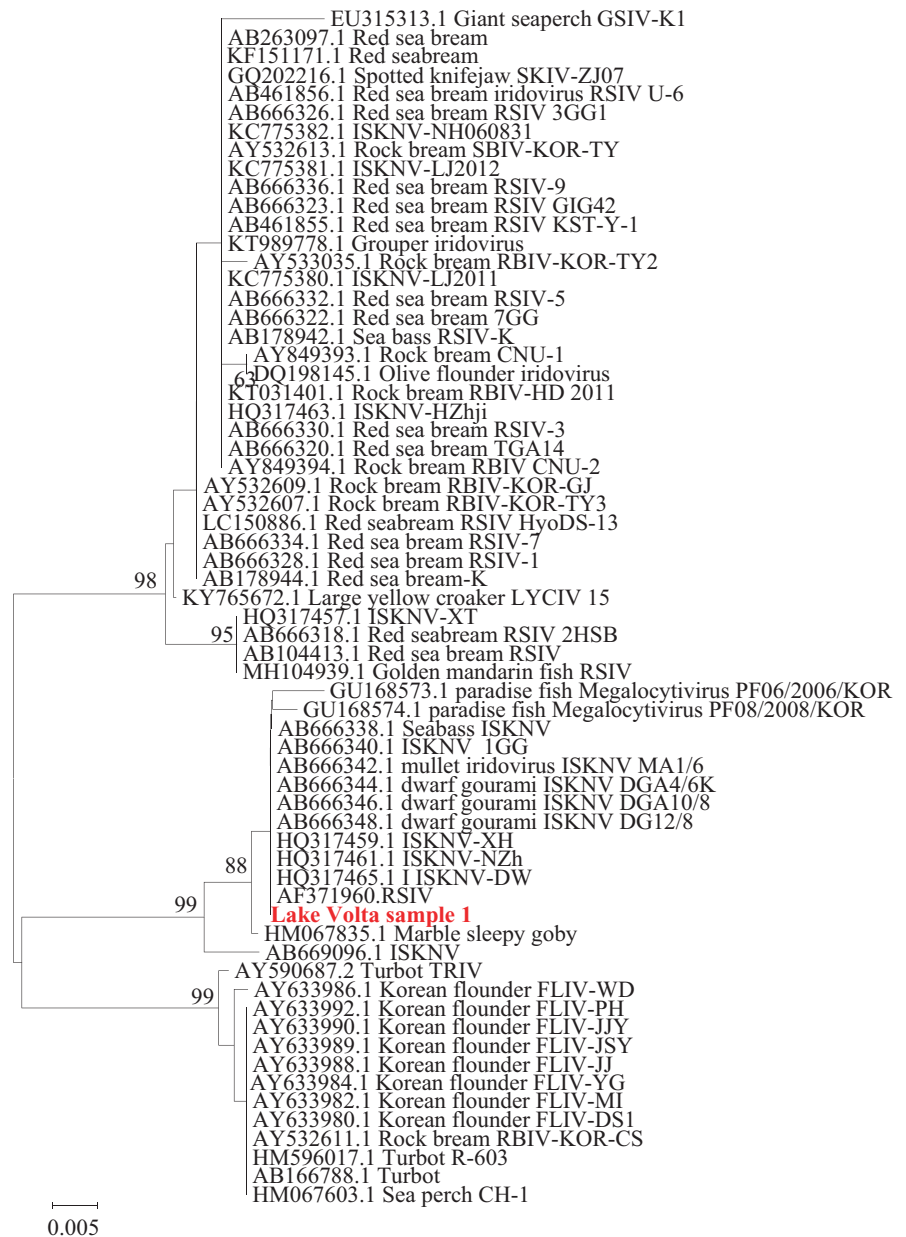 EU315313.1 Giant seaperch GSIV-K1
AB263097.1 Red sea bream
KF151171.1 Red seabream
GQ202216.1 Spotted knifejaw SKIV-ZJ07
AB461856.1 Red sea bream iridovirus RSIV U-6
AB666326.1 Red sea bream RSIV 3GG1
KC775382.1 ISKNV-NH060831
AY532613.1 Rock bream SBIV-KOR-TY
KC775381.1 ISKNV-LJ2012
AB666336.1 Red sea bream RSIV-9
AB666323.1 Red sea bream RSIV GIG42
AB461855.1 Red sea bream RSIV KST-Y-1
KT989778.1 Grouper iridovirus
AY533035.1 Rock bream RBIV-KOR-TY2
KC775380.1 ISKNV-LJ2011
AB666332.1 Red sea bream RSIV-5
AB666322.1 Red sea bream 7GG
AB178942.1 Sea bass RSIV-K
AY849393.1 Rock bream CNU-1
63
DQ198145.1 Olive flounder iridovirus
KT031401.1 Rock bream RBIV-HD 2011
HQ317463.1 ISKNV-HZhji
AB666330.1 Red sea bream RSIV-3
AB666320.1 Red sea bream TGA14
AY849394.1 Rock bream RBIV CNU-2
AY532609.1 Rock bream RBIV-KOR-GJ
AY532607.1 Rock bream RBIV-KOR-TY3
LC150886.1 Red seabream RSIV HyoDS-13
AB666334.1 Red sea bream RSIV-7
AB666328.1 Red sea bream RSIV-1
98
AB178944.1 Red sea bream-K
KY765672.1 Large yellow croaker LYCIV 15
HQ317457.1 ISKNV-XT
95
AB666318.1 Red seabream RSIV 2HSB
AB104413.1 Red sea bream RSIV
MH104939.1 Golden mandarin fish RSIV
GU168573.1 paradise fish Megalocytivirus PF06/2006/KOR
GU168574.1 paradise fish Megalocytivirus PF08/2008/KOR
AB666338.1 Seabass ISKNV
AB666340.1 ISKNV 1GG
AB666342.1 mullet iridovirus ISKNV MA1/6
AB666344.1 dwarf gourami ISKNV DGA4/6K
AB666346.1 dwarf gourami ISKNV DGA10/8
AB666348.1 dwarf gourami ISKNV DG12/8
HQ317459.1 ISKNV-XH
88
HQ317461.1 ISKNV-NZh
HQ317465.1 I ISKNV-DW
AF371960.RSIV
99
Lake Volta sample 1
HM067835.1 Marble sleepy goby
AB669096.1 ISKNV
AY590687.2 Turbot TRIV
99
AY633986.1 Korean flounder FLIV-WD
AY633992.1 Korean flounder FLIV-PH
AY633990.1 Korean flounder FLIV-JJY
AY633989.1 Korean flounder FLIV-JSY
AY633988.1 Korean flounder FLIV-JJ
AY633984.1 Korean flounder FLIV-YG
AY633982.1 Korean flounder FLIV-MI
AY633980.1 Korean flounder FLIV-DS1
AY532611.1 Rock bream RBIV-KOR-CS
HM596017.1 Turbot R-603
AB166788.1 Turbot
HM067603.1 Sea perch CH-1
0.005